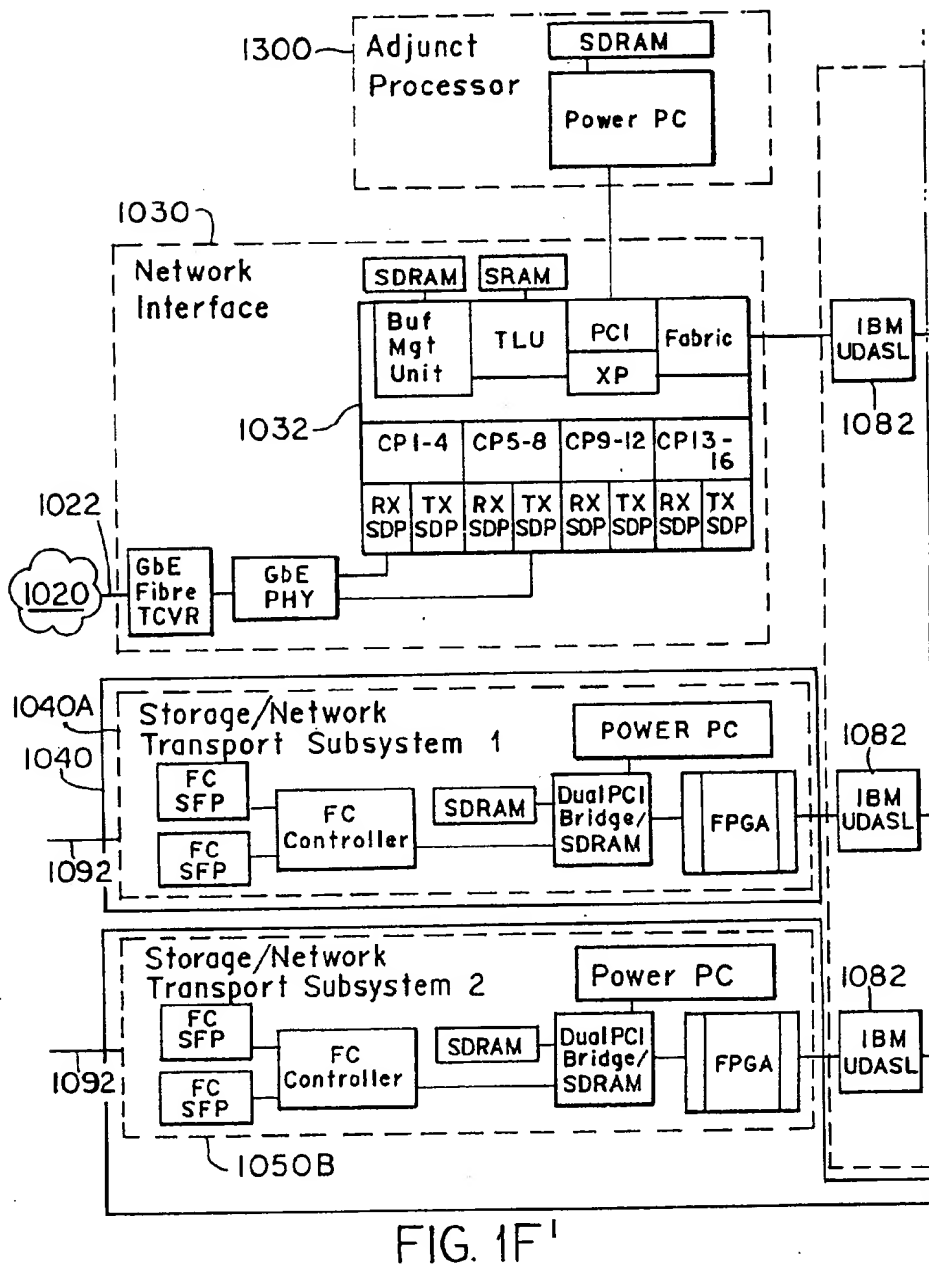 1300
Adjunct
Processor
SDRAM
Power PC
1030
Network
Interface
SDRAM
SRAM
Buf
Mgt
Unit
TLU
PCI
XP
Fabric
IBM
UDASL
1082
1032
CP1-4
CP5-8
CP9-12
CP13-
16
RX
SDP
TX
SDP
RX
SDP
TX
SDP
RX
SDP
TX
SDP
RX
SDP
TX
SDP
1022
1020
GbE
Fibre
TCVR
GbE
PHY
1040A
1040
Storage/Network
Transport Subsystem 1
POWER PC
FC
SFP
FC
SFP
FC
Controller
SDRAM
Dual PCI
Bridge/
SDRAM
FPGA
1082
IBM
UDASL
1092
Storage/Network
Transport Subsystem 2
Power PC
FC
SFP
FC
SFP
FC
Controller
SDRAM
Dual PCI
Bridge/
SDRAM
FPGA
1082
IBM
UDASL
1092
1050B
FIG. 1F'